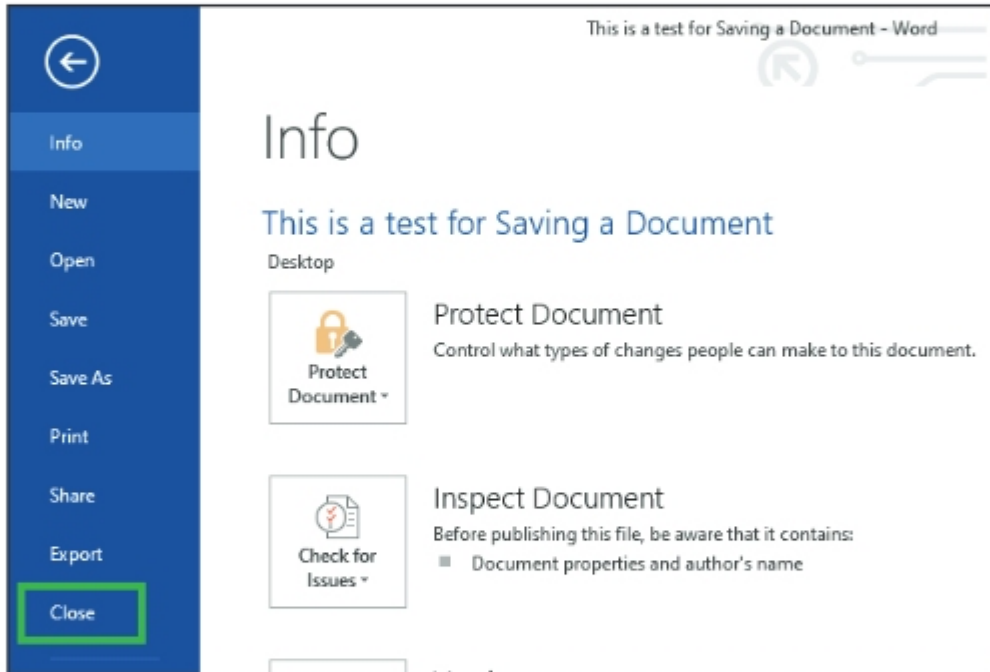 This is a test for Saving a Document - Word
Info
New
Open
Save
Save As
Print
Share
Export
Close
Info
This is a test for Saving a Document
Desktop
Protect
Document
Protect Document
Control what types of changes people can make to this document.
Check for
Issues
Inspect Document
Before publishing this file, be aware that it contains:
Document properties and author's name